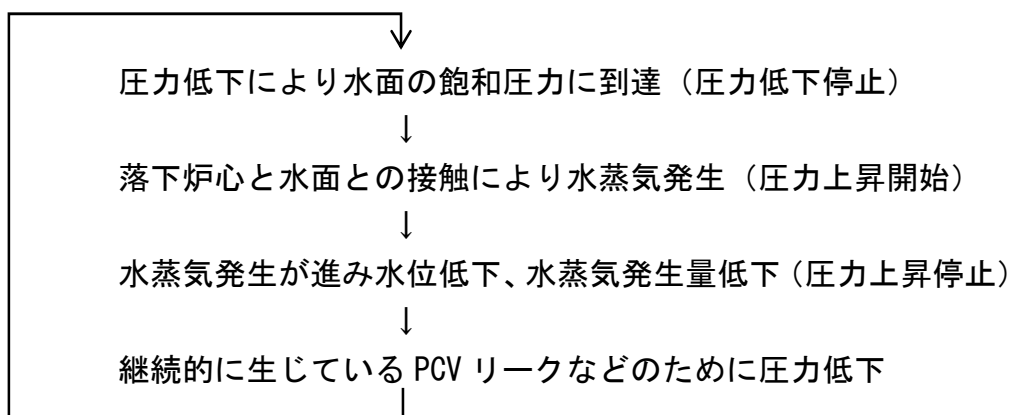 圧力低下により水面の飽和圧力に到達（圧力低下停止）
↓
落下炉心と水面との接触により水蒸気発生（圧力上昇開始）
↓
水蒸気発生が進み水位低下、水蒸気発生量低下（圧力上昇停止）
↓
継続的に生じている PCV リークなどのために圧力低下